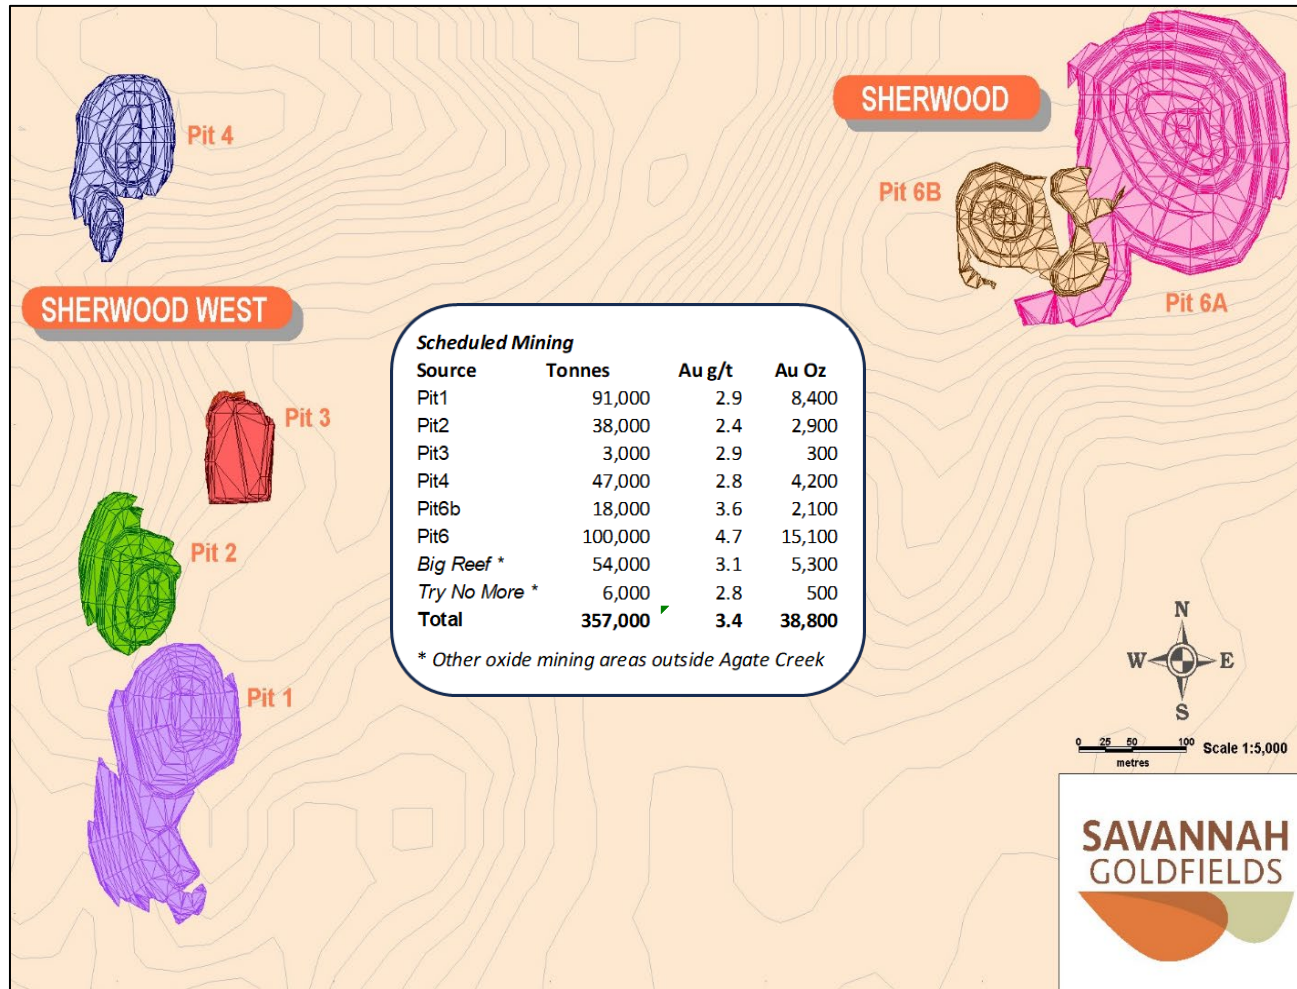 SHERWOOD
Pit 4
Pit 6B
Pit 6A
SHERWOOD WEST
Scheduled Mining
Source Tonnes Au g/t Au Oz
Pit1 91,000 2.9 8,400
Pit2 38,000 2.4 2,900
Pit3 3,000 2.9 300
Pit4 47,000 2.8 4,200
Pit6b 18,000 3.6 2,100
Pit6 100,000 4.7 15,100
Big Reef * 54,000 3.1 5,300
Try No More * 6,000 2.8 500
Total 357,000 3.4 38,800
* Other oxide mining areas outside Agate Creek
Pit 3
Pit 2
Pit 1
N
W E
S
0 25 50 100
metres
Scale 1:5,000
SAVANNAH
GOLDFIELDS